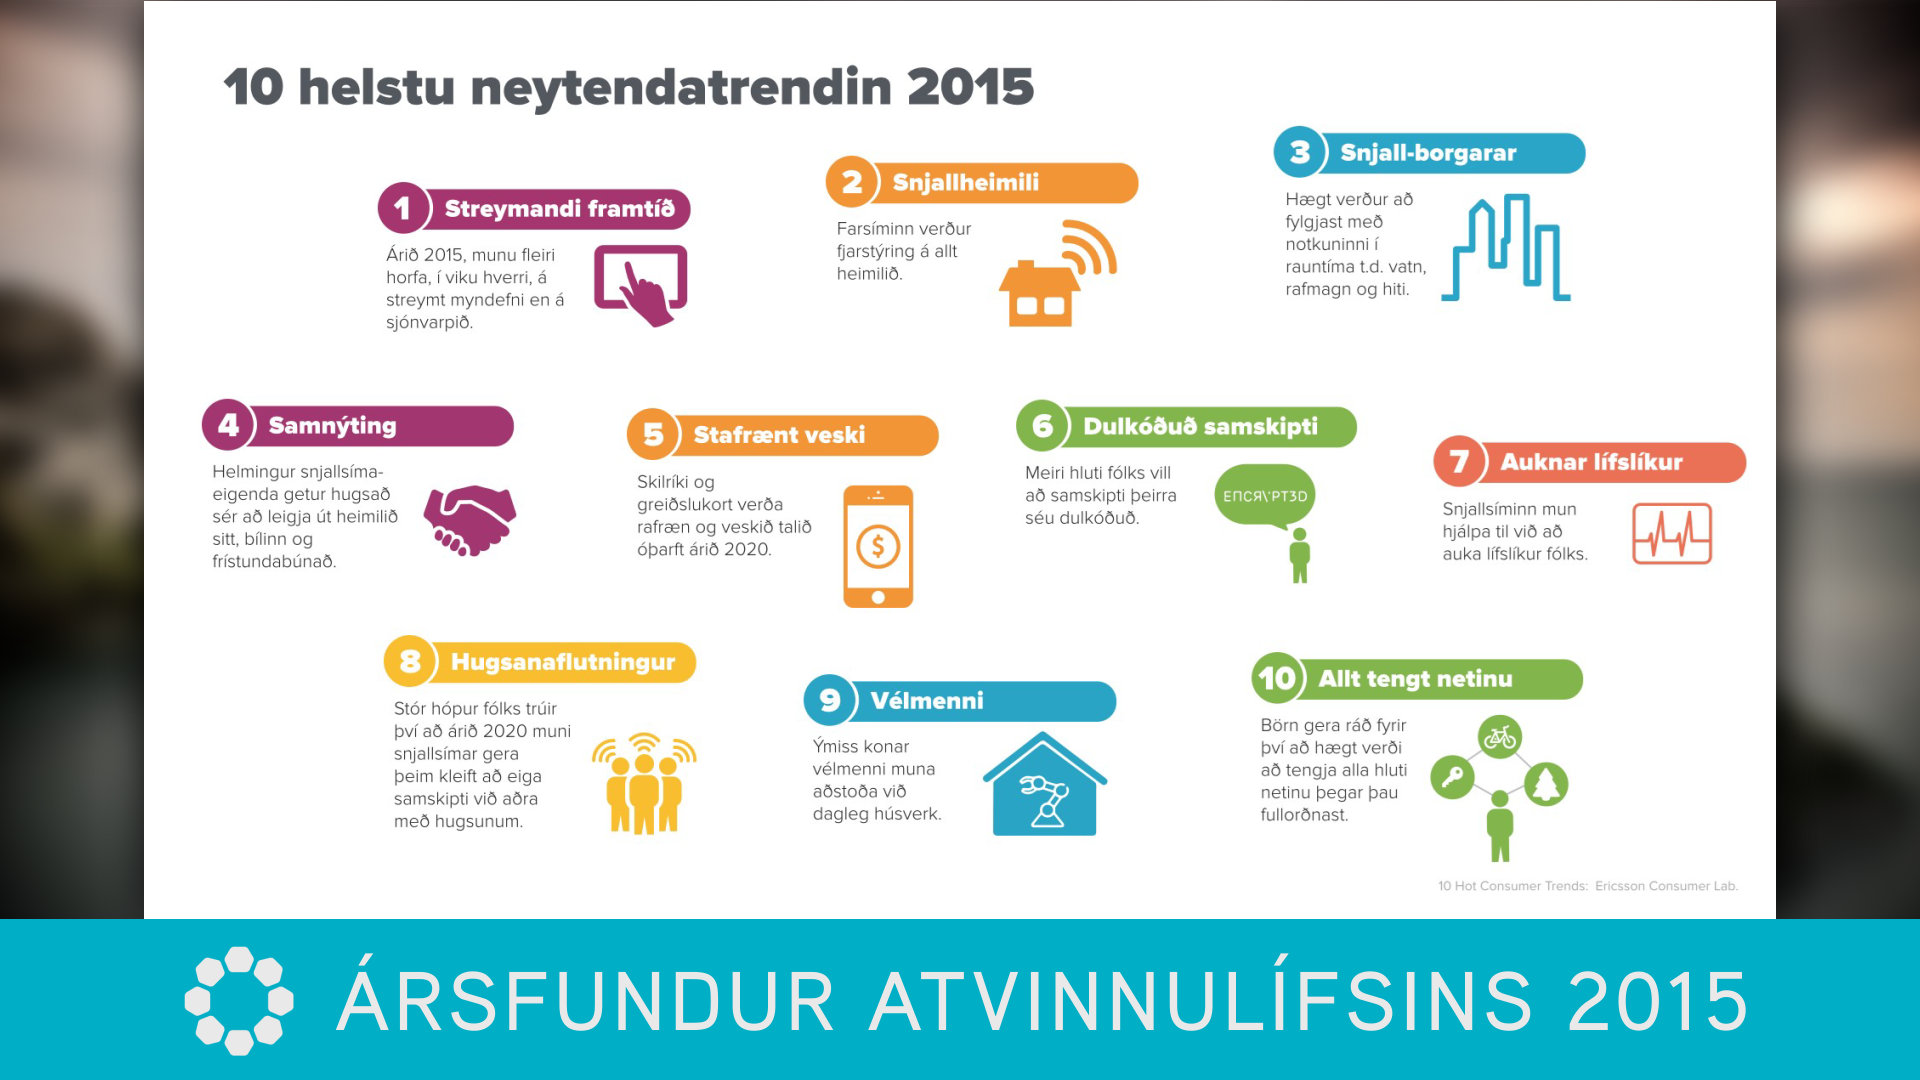 10 helstu neytendatrendin 2015
1 Streymandi framtíð
Árið 2015, munu fleiri
horfa, í viku hverri, á
streymt myndefni en á
sjónvarpið.
2 Snjallheimili
Farsíminn verður
fjarstýring á allt
heimilið.
3 Snjall-borgarar
Hægt verður að
fylgjast með
notkuninni í
rauntíma t.d. vatn,
rafmagn og hiti.
4 Samnýting
Helmingur snjallsíma-
eigenda getur hugsað
sér að leigja út heimilið
sitt, bílinn og
frístundabúnað.
5 Stafrænt veski
Skilríki og
greiðslukort verða
rafræn og veskið talið
óþarft árið 2020.
$
6 Dulkóðuð samskipti
Meiri hluti fólks vill
að samskipti þeirra
séu dulkóðuð.
EПCЯ\'PT3D
7 Auknar lífslíkur
Snjallsíminn mun
hjálpa til við að
auka lífslíkur fólks.
8 Hugsanaflutningur
Stór hópur fólks trúir
því að árið 2020 muni
snjallsímar gera
þeim kleift að eiga
samskipti við aðra
með hugsunum.
9 Vélmenni
Ýmiss konar
vélmenni muna
aðstoða við
dagleg húsverk.
10 Allt tengt netinu
Börn gera ráð fyrir
því að hægt verði
að tengja alla hluti
netinu þegar þau
fullorðnast.
10 Hot Consumer Trends: Ericsson Consumer Lab.
ÁRSFUNDUR ATVINNULÍFSINS 2015